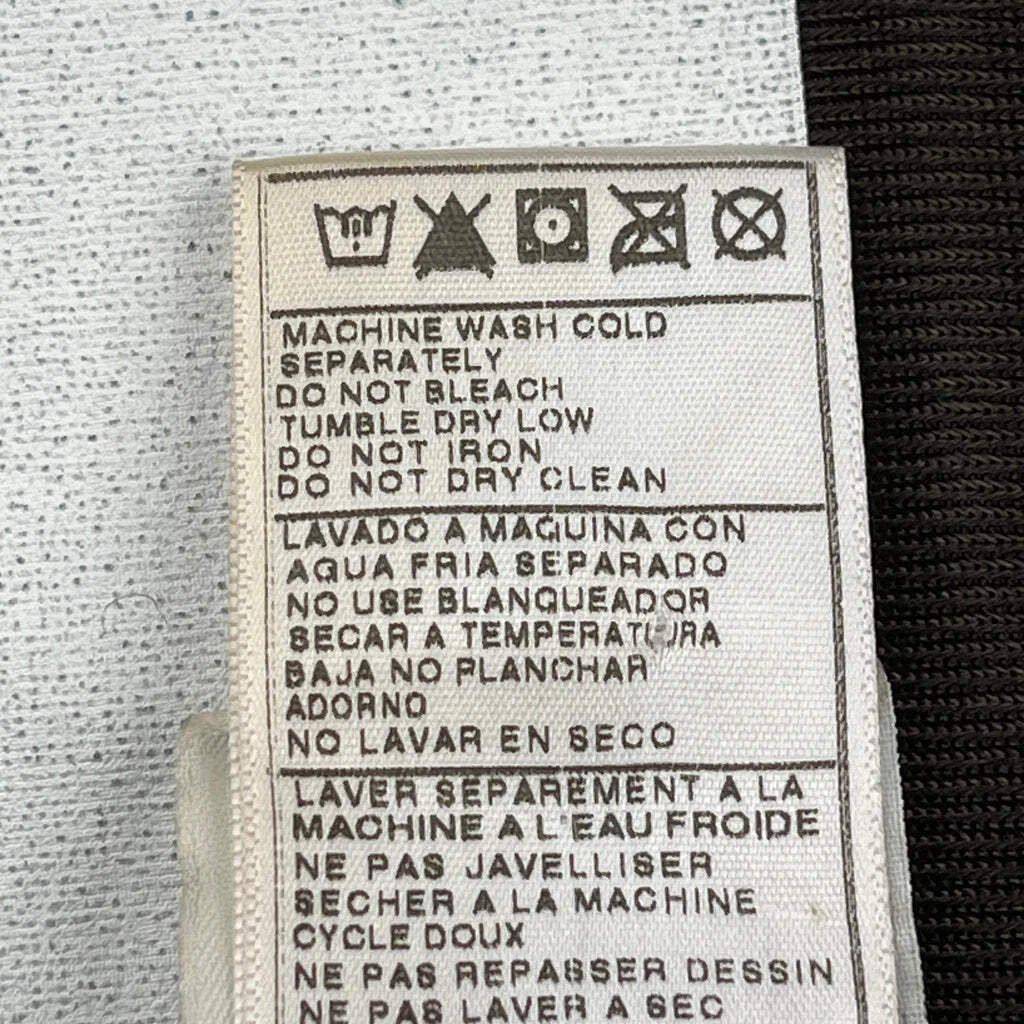 MACHINE WASH COLD
SEPARATELY
DO NOT BLEACH
TUMBLE DRY LOW
DO NOT IRON
DO NOT DRY CLEAN
LAVADO A MAQUINA CON
AGUA FRIA SEPARADO
NO USE BLANQUEADOR
SECAR A TEMPERATURA
BAJA NO PLANCHAR
ADORNO
NO LAVAR EN SECO
LAVER SEPARËMENT A LA
MACHINE A L'EAU FROIDE
NE PAS JAVELLISER
SECHER A LA MACHINE
CYCLE DOUX
NE PAS REPASSER DESSIN
NE PAS LAVER A SEC